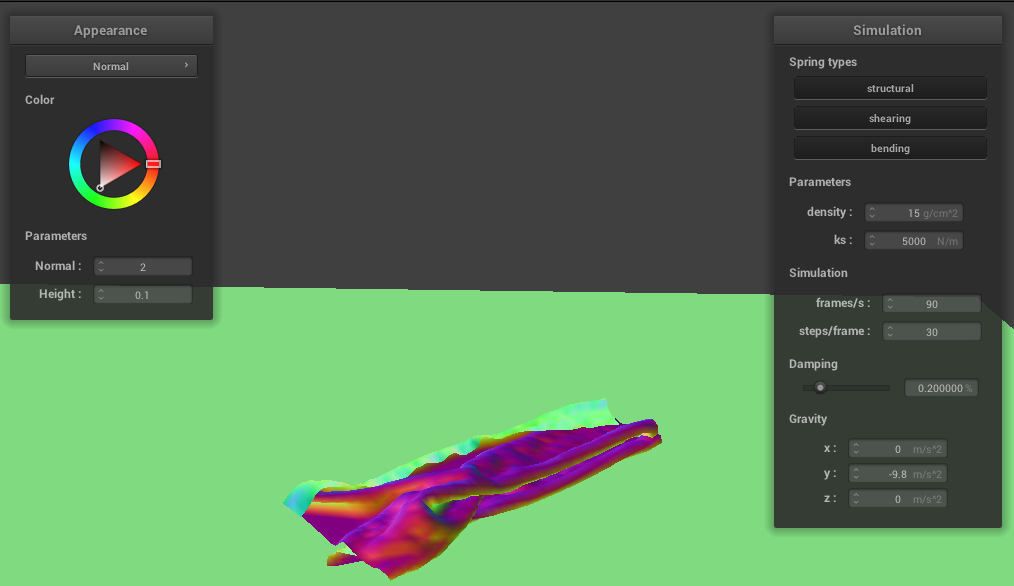 Appearance
Normal
Color
Parameters
Normal : 2
Height : 0.1
Simulation
Spring types
structural
shearing
bending
Parameters
density : 15 g/cm^2
ks : 5000 N/m
Simulation
frames/s : 90
steps/frame : 30
Damping
0.200000 %
Gravity
x : 0 m/s^2
y : -9.8 m/s^2
z : 0 m/s^2